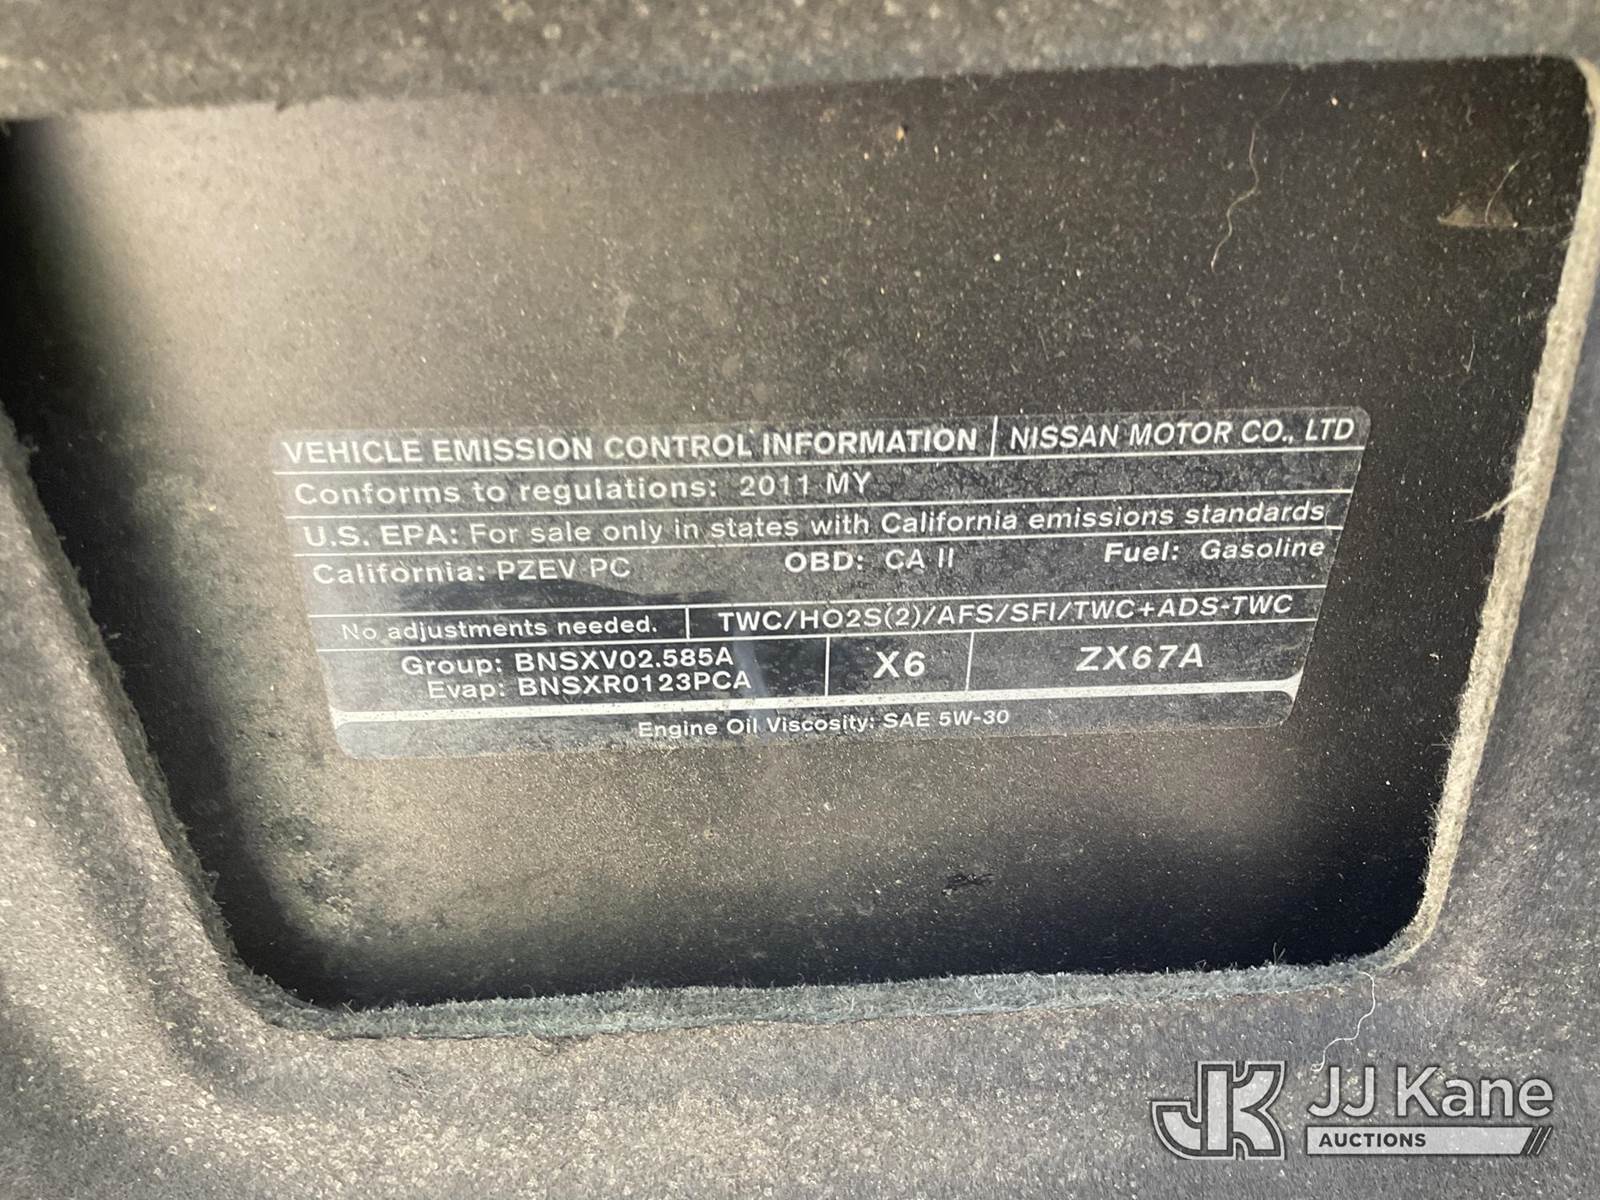 VEHICLE EMISSION CONTROL INFORMATION NISSAN MOTOR CO., LTD
Conforms to regulations: 2011 MY
U.S. EPA: For sale only in states with California emissions standards
California: PZEV PC OBD: CA II Fuel: Gasoline
No adjustments needed. TWC/HO2S(2)/AFS/SFI/TWC+ADS-TWC
Group: BNSXV02.585A X6 ZX67A
Evap: BNSXR0123PCA
Engine Oil Viscosity: SAE 5W-30
JK JJ Kane
AUCTIONS